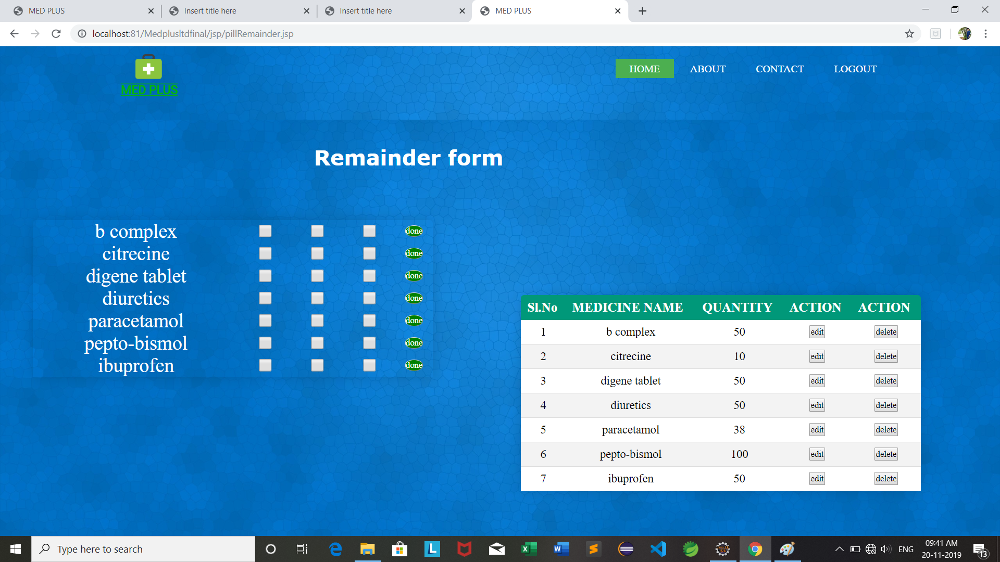 MED PLUS
Insert title here
Insert title here
MED PLUS
localhost:81/Medplusltdfinal/jsp/pillRemainder.jsp
MED PLUS
HOME ABOUT CONTACT LOGOUT
Remainder form
b complex done
citrecine done
digene tablet done
diuretics done
paracetamol done
pepto-bismol done
ibuprofen done
Sl.No MEDICINE NAME QUANTITY ACTION ACTION
1 b complex 50 edit delete
2 citrecine 10 edit delete
3 digene tablet 50 edit delete
4 diuretics 50 edit delete
5 paracetamol 38 edit delete
6 pepto-bismol 100 edit delete
7 ibuprofen 50 edit delete
Type here to search
ENG
09:41 AM
20-11-2019
13